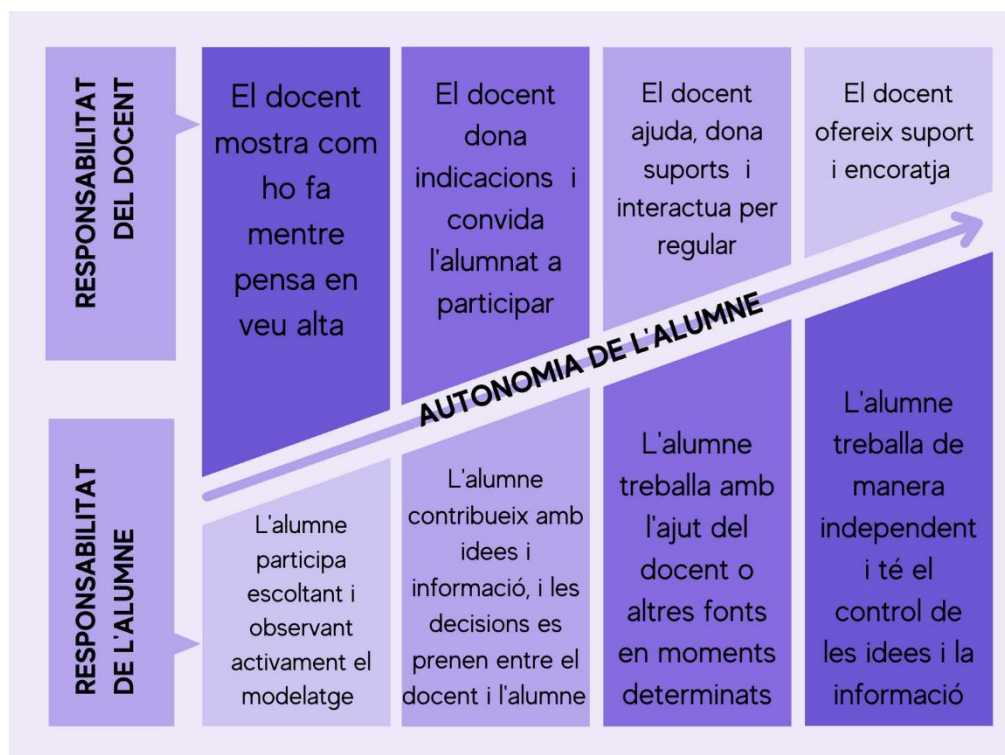 RESPONSABILITAT
DEL DOCENT
El docent
mostra com
ho fa
mentre
pensa en
veu alta
El docent
dona
indicacions i
convida
l'alumnat a
participar
El docent
ajuda, dona
suports i
interactua per
regular
El docent
ofereix suport
i encoratja
AUTONOMIA DE L'ALUMNE
RESPONSABILITAT
DE L'ALUMNE
L'alumne
participa
escoltant i
observant
activament el
modelatge
L'alumne
contribueix amb
idees i
informació, i les
decisions es
prenen entre el
docent i l'alumne
L'alumne
treballa amb
l'ajut del
docent o
altres fonts
en moments
determinats
L'alumne
treballa de
manera
independent
i té el
control de
les idees i la
informació